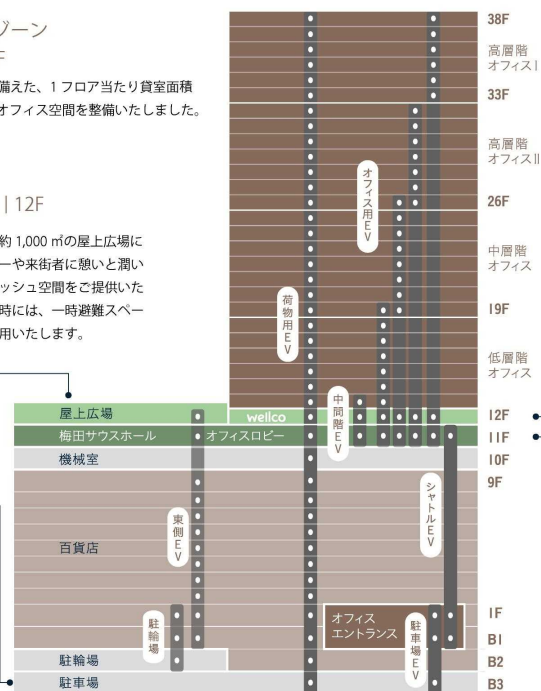 ゾーン
F
備えた、1フロア当たり貸室面積
オフィス空間を整備いたしました。
| 12F
約 1,000 ㎡の屋上広場に
ーや来街者に憩いと潤い
ッシュ空間をご提供いた
時には、一時避難スペー
用いたします。
38F
高層階
オフィスⅠ
33F
高層階
オフィスⅡ
26F
中層階
オフィス
19F
低層階
オフィス
12F
11F
10F
9F
1F
B1
B2
B3
オフィス用EV
荷物用EV
中間階EV
シャトルEV
東側EV
駐輪場
駐車場EV
屋上広場
wellco
梅田サウスホール
オフィスロビー
機械室
百貨店
オフィス
エントランス
駐輪場
駐車場